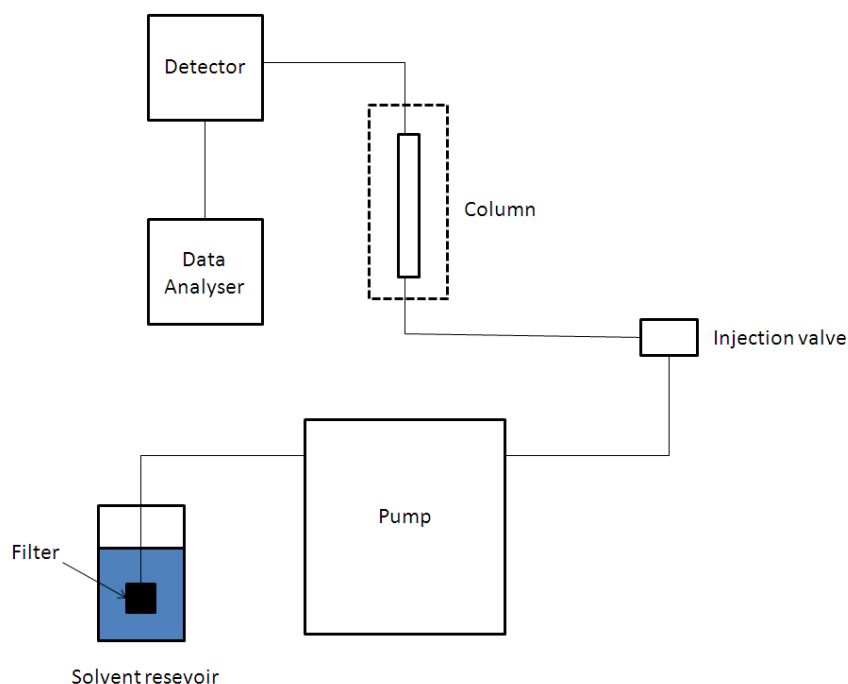 Detector
Column
Data
Analyser
Injection valve
Pump
Filter
Solvent resevoir